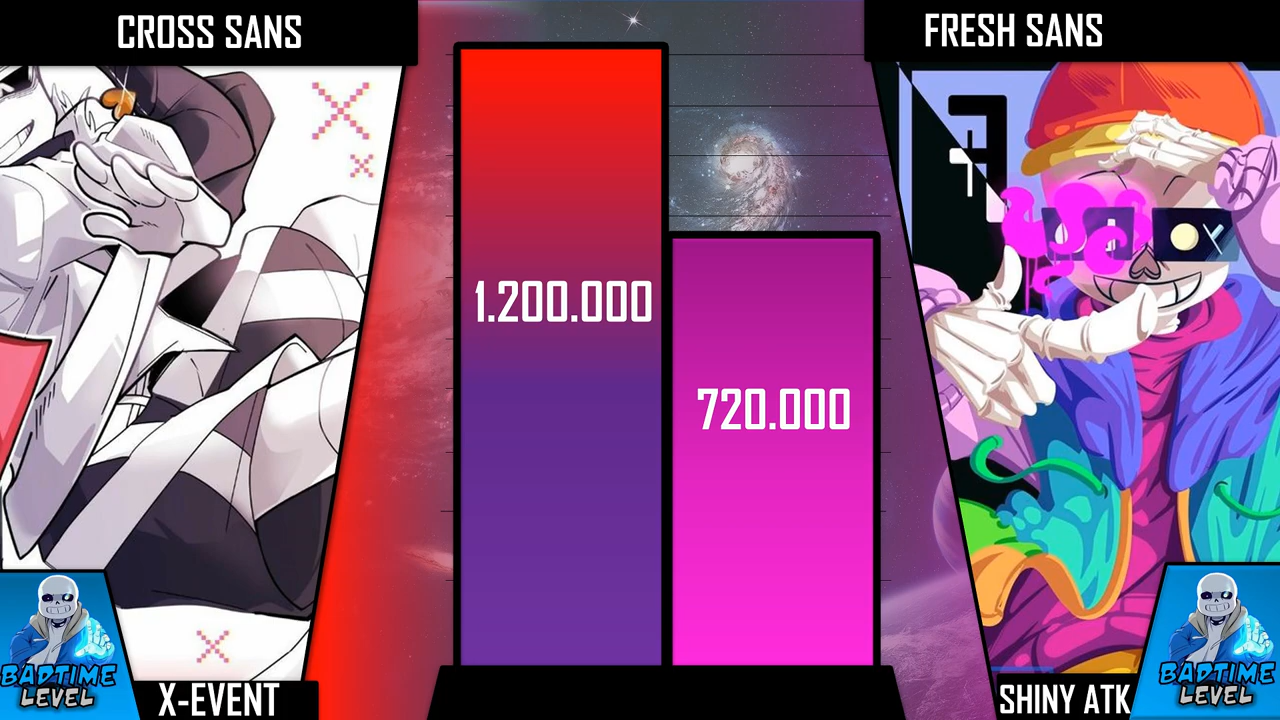 CROSS SANS
FRESH SANS
1.200.000
720.000
BADTIME
LEVEL
X-EVENT
SHINY ATK
BADTIME
LEVEL